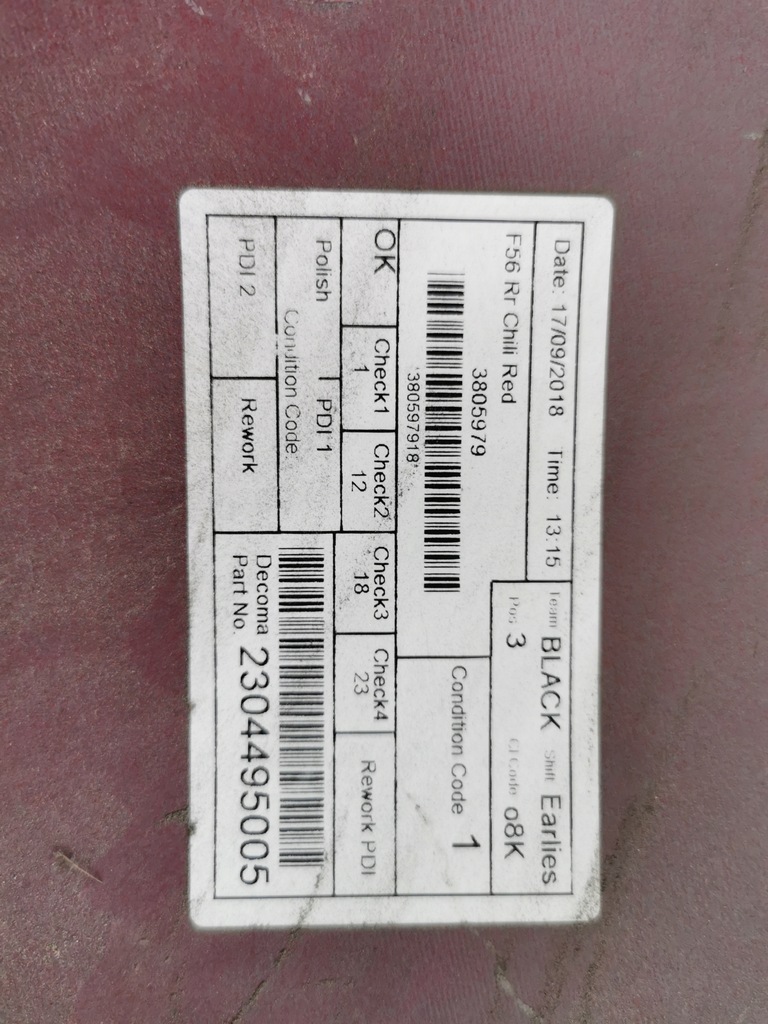 Date: 17/09/2018 Time: 13:15
Team BLACK Shift Earlies
F56 Rr Chili Red
Pos 3 Cl Code o8K
3805979
*380597918*
Condition Code 1
OK
Check1 1
Check2 12
Check3 18
Check4 23
Rework PDI
Polish
PDI 1
Condition Code
PDI 2
Rework
Decoma
Part No. 2304495005